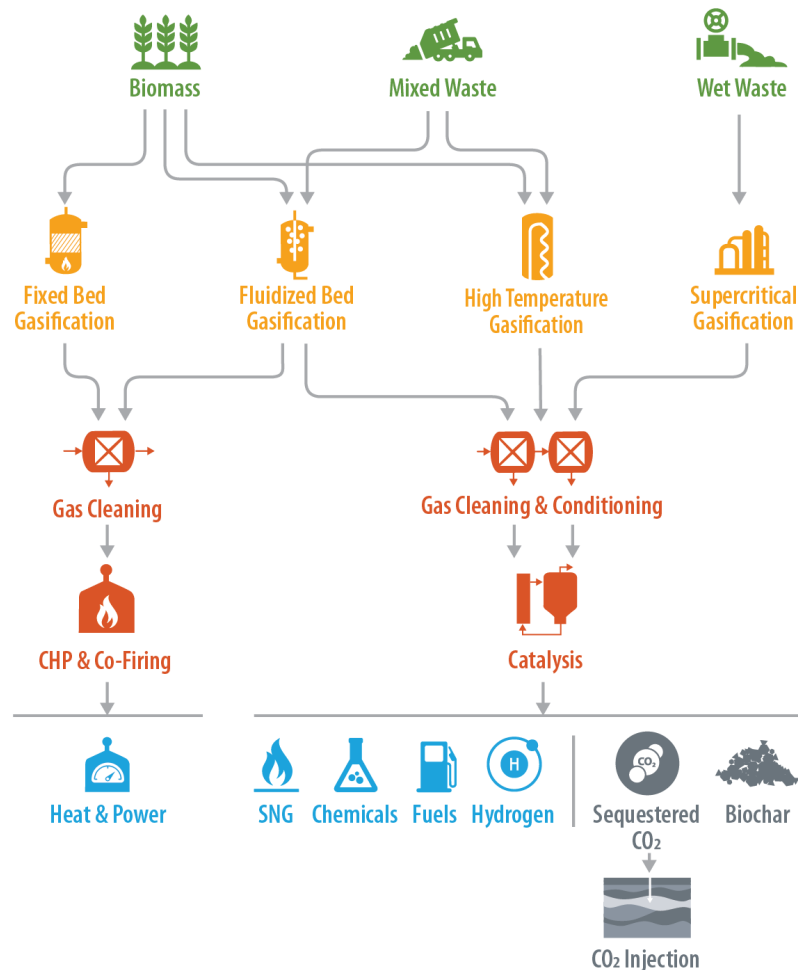 Biomass
Mixed Waste
Wet Waste
Fixed Bed
Gasification
Fluidized Bed
Gasification
High Temperature
Gasification
Supercritical
Gasification
Gas Cleaning
Gas Cleaning & Conditioning
CHP & Co-Firing
Catalysis
Heat & Power
SNG
Chemicals
Fuels
H
Hydrogen
CO₂
Sequestered
CO₂
Biochar
CO₂ Injection